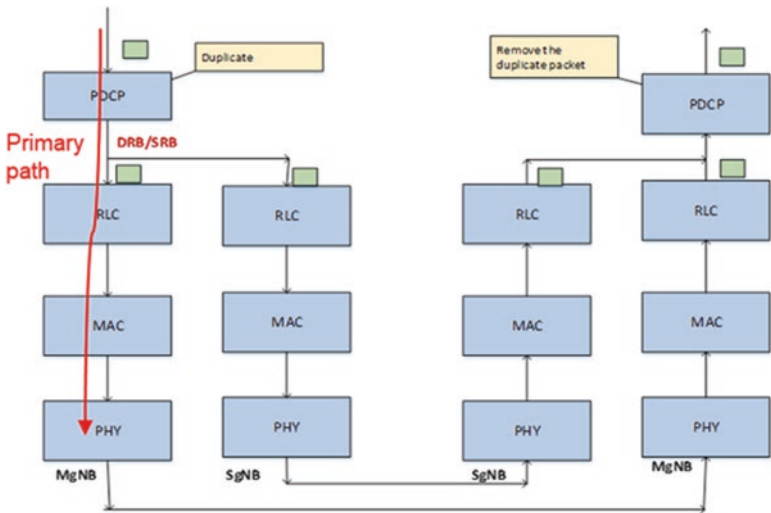 Duplicate
Remove the
duplicate packet
PDCP
PDCP
Primary
path
DRB/SRB
RLC
RLC
RLC
RLC
MAC
MAC
MAC
MAC
PHY
PHY
PHY
PHY
MgNB
SgNB
SgNB
MgNB